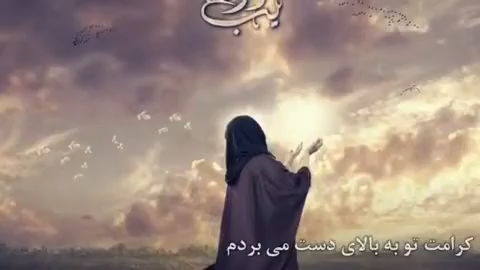 کرامت تو به بالای دست می بردم